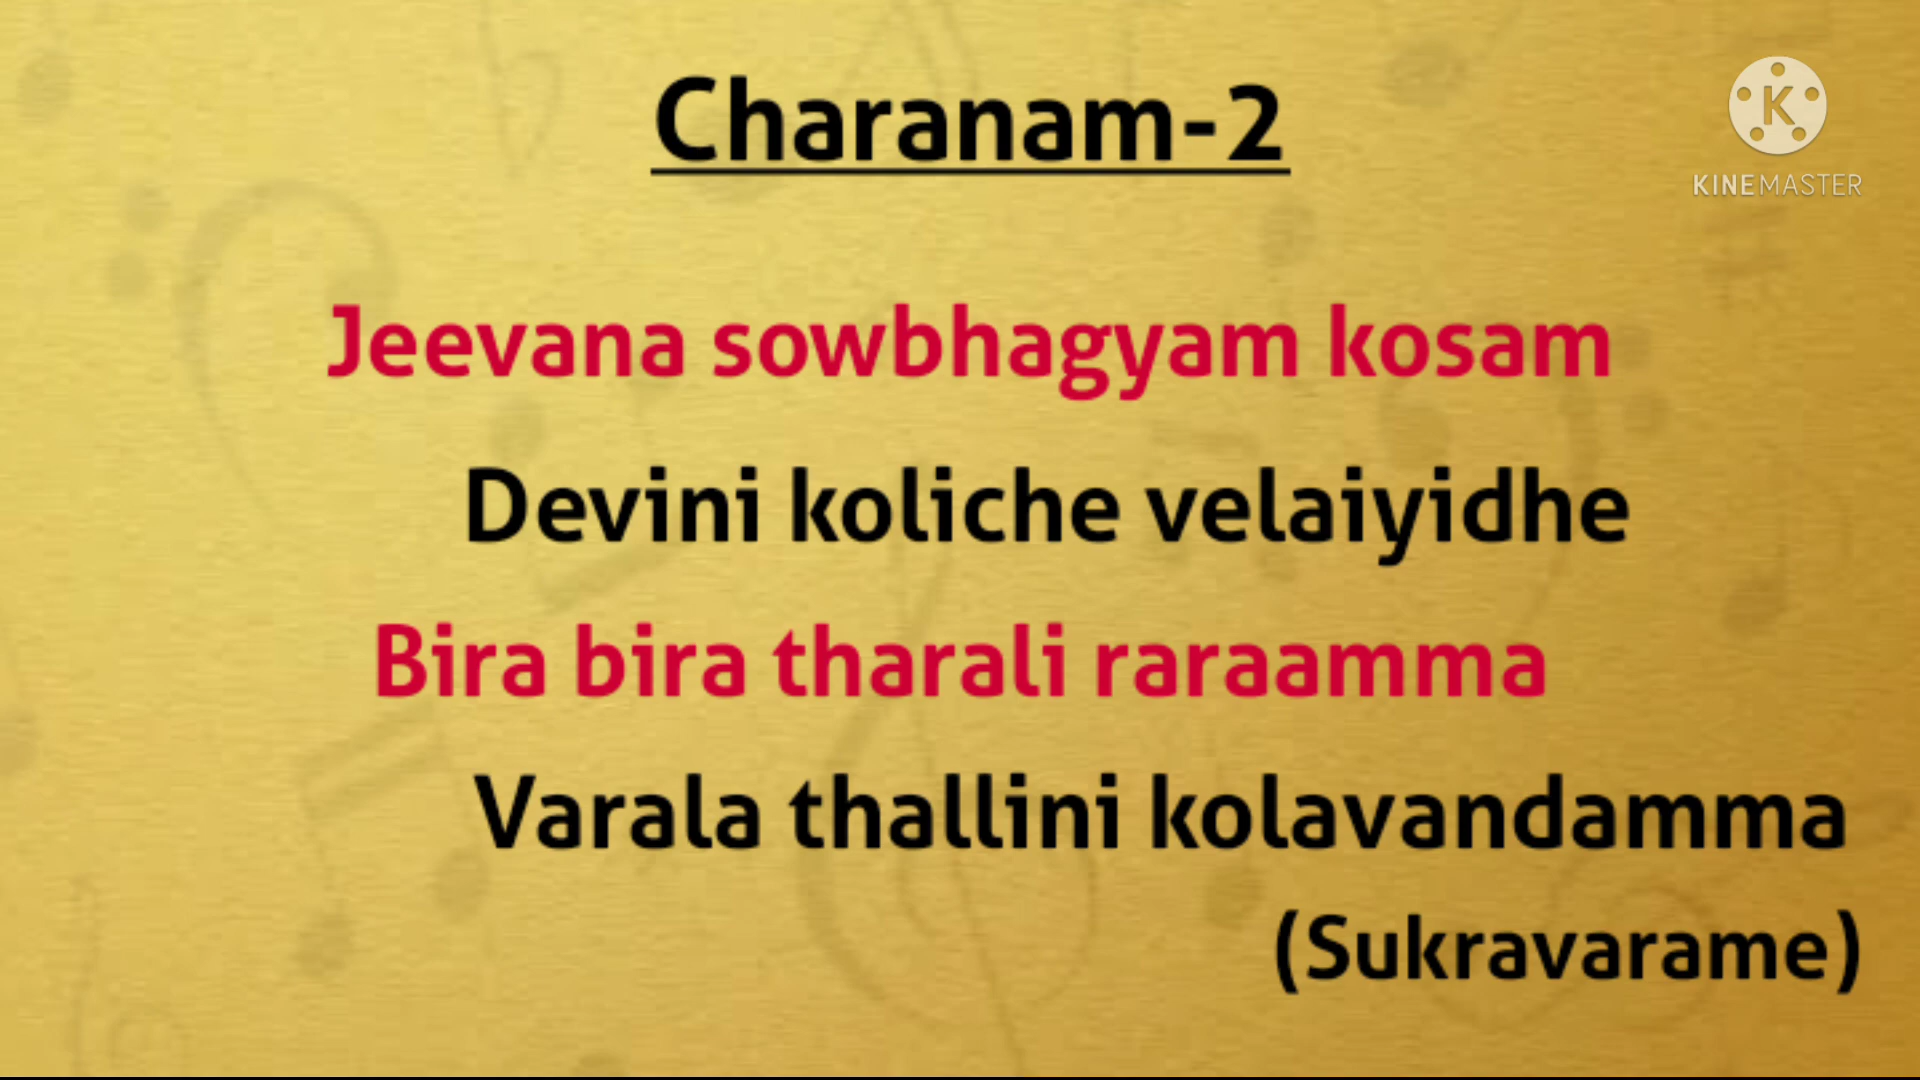 Charanam-2
K
KINEMASTER
Jeevana sowbhagyam kosam
Devini koliche velaiyidhe
Bira bira tharali raraamma
Varala thallini kolavandamma
(Sukravarame)